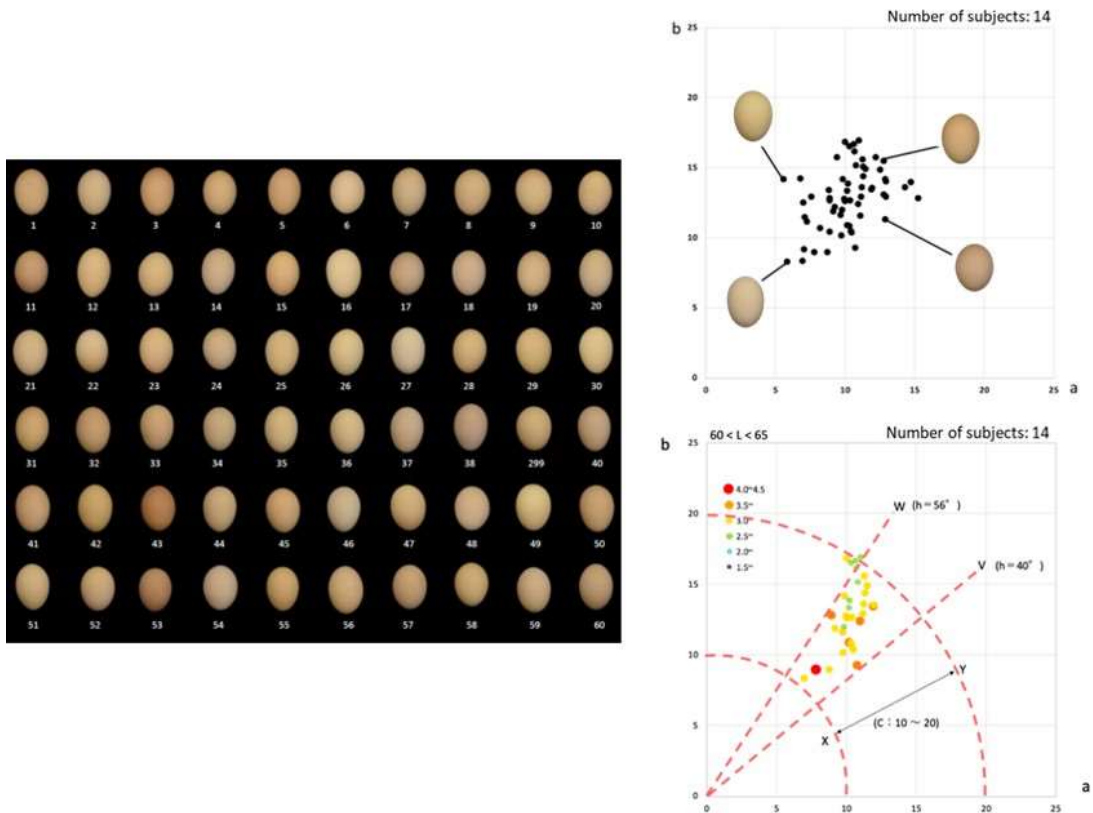 1 2 3 4 5 6 7 8 9 10
11 12 13 14 15 16 17 18 19 20
21 22 23 24 25 26 27 28 29 30
31 32 33 34 35 36 37 38 299 40
41 42 43 44 45 46 47 48 49 50
51 52 53 54 55 56 57 58 59 60
Number of subjects: 14
b
25
20
15
10
5
0
0 5 10 15 20 25
a
60 < L < 65
Number of subjects: 14
b
25
4.0~4.5
3.5~
3.0~
2.5~
2.0~
1.5~
W (h=56°)
V (h=40°)
20
15
10
5
0
Y
X
(C:10 ~ 20)
0 5 10 15 20 25
a